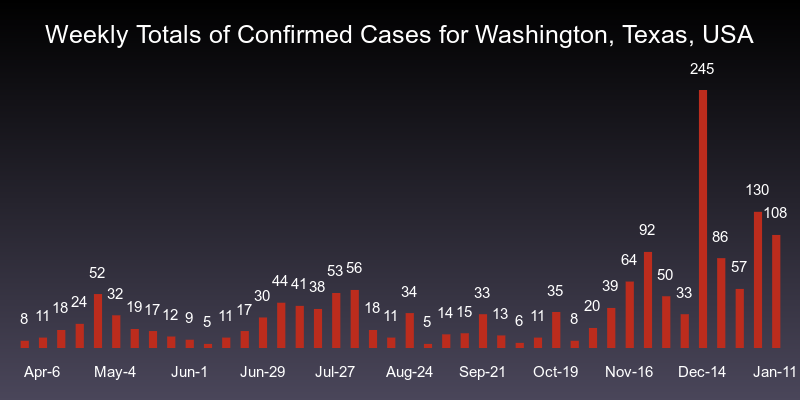 Weekly Totals of Confirmed Cases for Washington, Texas, USA
8 11 18 24 52 32 19 17 12 9 5 11 17 30 44 41 38 53 56 18 11 34 5 14 15 33 13 6 11 35 8 20 39 64 92 50 33 245 86 57 130 108
Apr-6 May-4 Jun-1 Jun-29 Jul-27 Aug-24 Sep-21 Oct-19 Nov-16 Dec-14 Jan-11